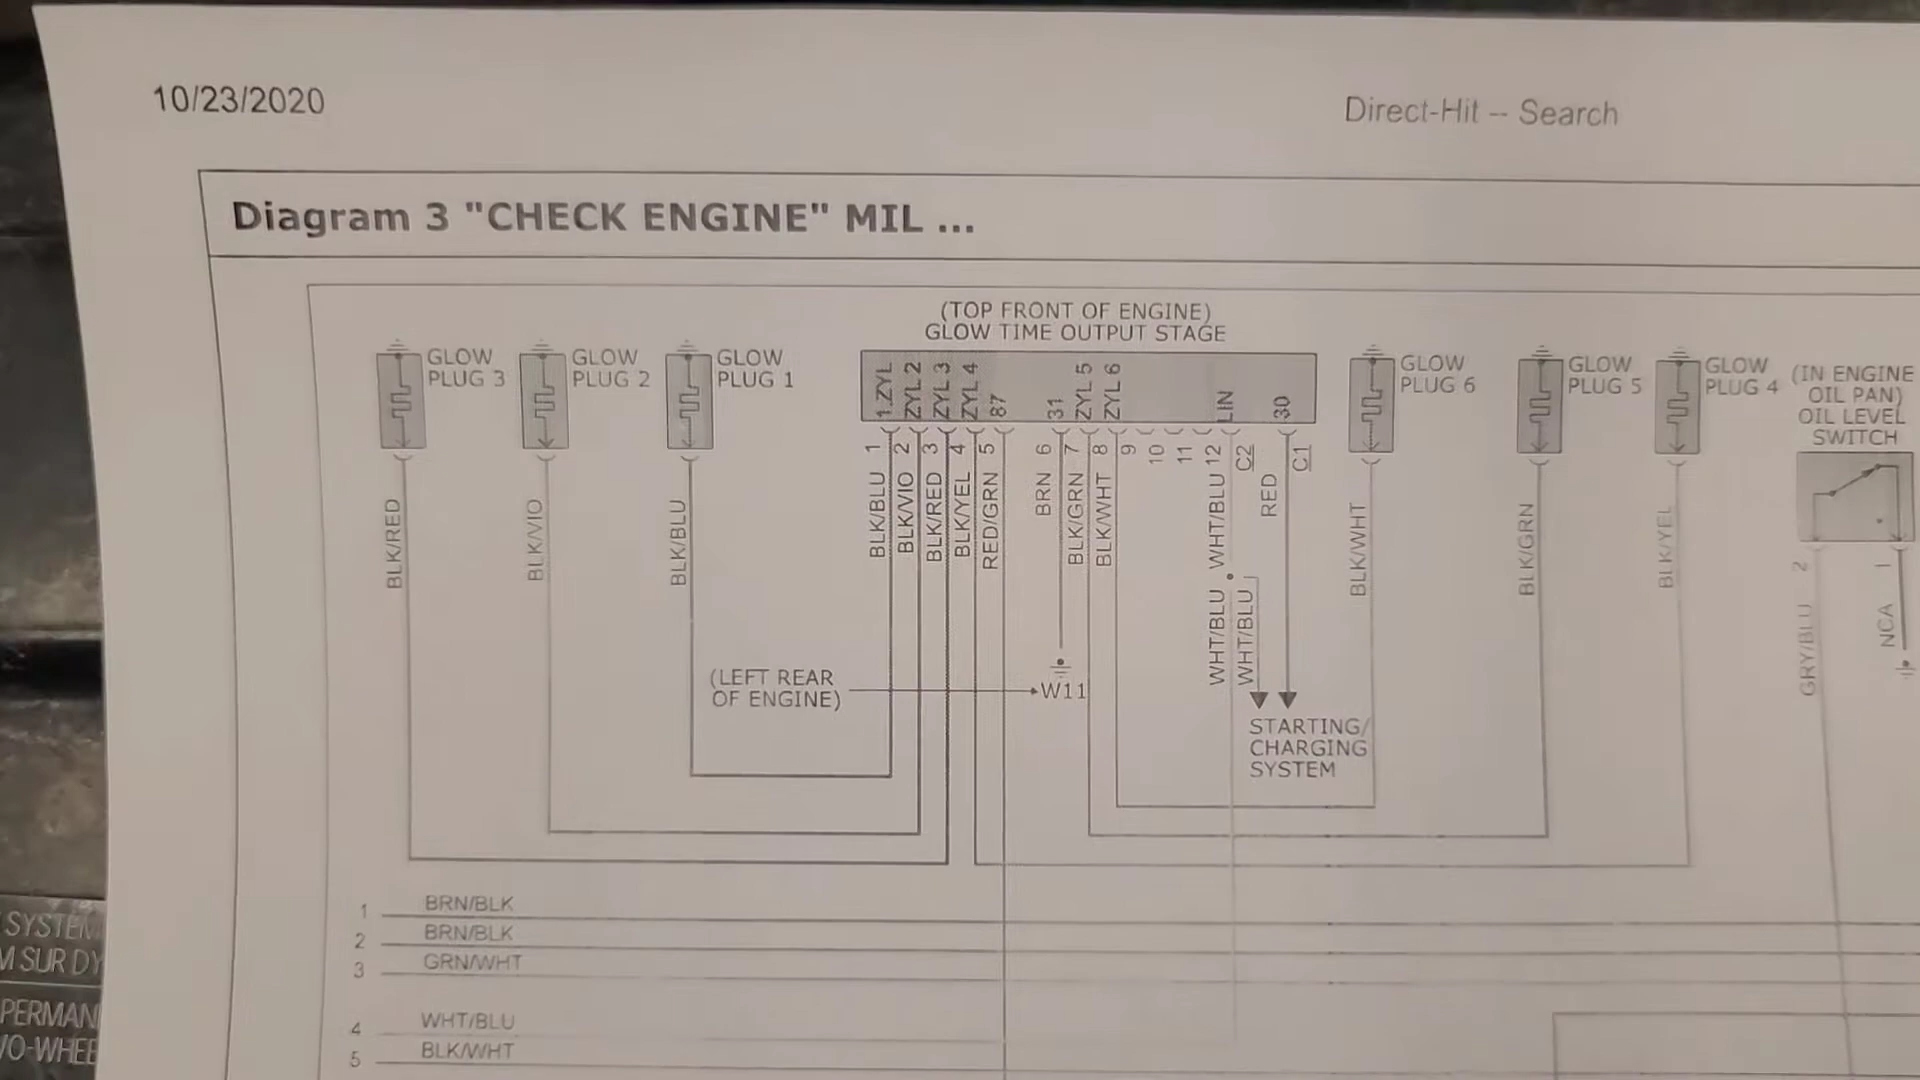 10/23/2020
Direct-Hit -- Search
Diagram 3 "CHECK ENGINE" MIL ...
(TOP FRONT OF ENGINE)
GLOW TIME OUTPUT STAGE
GLOW
PLUG 3
GLOW
PLUG 2
GLOW
PLUG 1
1.ZYL
ZYL 2
ZYL 3
ZYL 4
87
31
ZYL 5
ZYL 6
LIN
30
GLOW
PLUG 6
GLOW
PLUG 5
GLOW
PLUG 4
(IN ENGINE
OIL PAN)
OIL LEVEL
SWITCH
1
2
3
4
5
6
7
8
9
10
11
12
C2
C1
BLK/RED
BLK/VIO
BLK/BLU
BLK/BLU
BLK/VIO
BLK/RED
BLK/YEL
RED/GRN
BRN
BLK/GRN
BLK/WHT
WHT/BLU
RED
BLK/WHT
BLK/GRN
BLK/YEL
2
1
WHT/BLU
WHT/BLU
GRY/BLU
NCA
(LEFT REAR
OF ENGINE)
W11
STARTING/
CHARGING
SYSTEM
1 BRN/BLK
2 BRN/BLK
3 GRN/WHT
4 WHT/BLU
5 BLK/WHT
SYSTEM
M SUR DY
PERMAN
O-WHEE